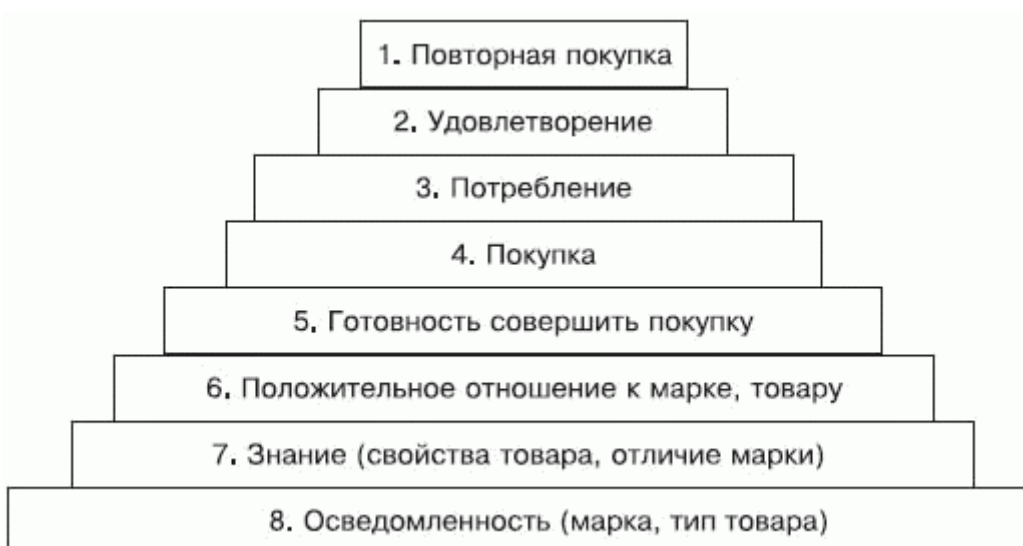 1. Повторная покупка
2. Удовлетворение
3. Потребление
4. Покупка
5. Готовность совершить покупку
6. Положительное отношение к марке, товару
7. Знание (свойства товара, отличие марки)
8. Осведомленность (марка, тип товара)